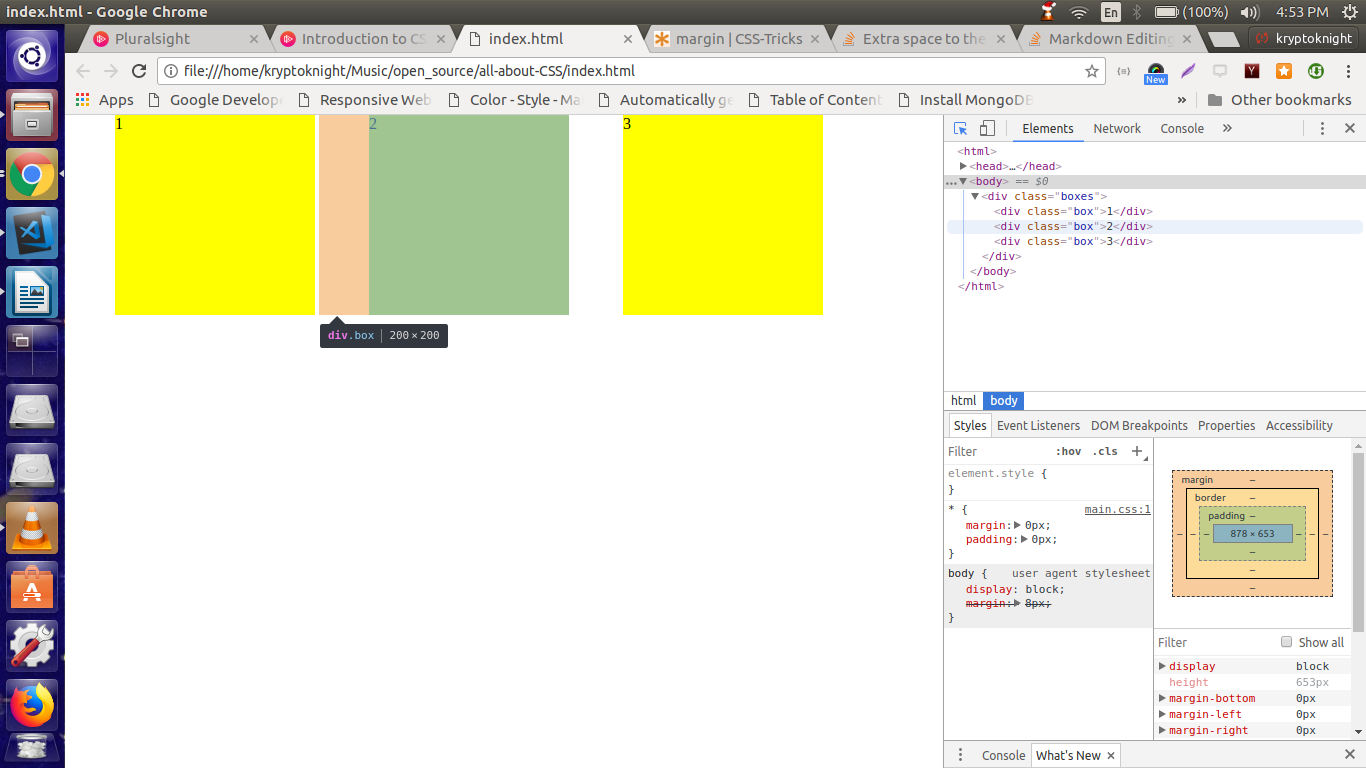 index.html - Google Chrome
En
(100%)
4:53 PM
Pluralsight
Introduction to CS
index.html
margin | CSS-Tricks
Extra space to the
Markdown Editing
kryptoknight
file:///home/kryptoknight/Music/open_source/all-about-CSS/index.html
New
Y
Apps
Google Develop
Responsive Web
Color - Style - Ma
Automatically ge
Table of Content
Install MongoDB
»
Other bookmarks
1
2
3
div.box
200 × 200
Elements
Network
Console
»
<html>
<head>…</head>
<body> == $0
<div class="boxes">
<div class="box">1</div>
<div class="box">2</div>
<div class="box">3</div>
</div>
</body>
</html>
html
body
Styles
Event Listeners
DOM Breakpoints
Properties
Accessibility
Filter
:hov
.cls
+
element.style {
}
* {
main.css:1
margin: 0px;
padding: 0px;
}
body {
user agent stylesheet
display: block;
margin: 8px;
}
margin
–
border
–
padding
–
878 × 653
Filter
Show all
display
block
height
653px
margin-bottom
0px
margin-left
0px
margin-right
0px
Console
What's New